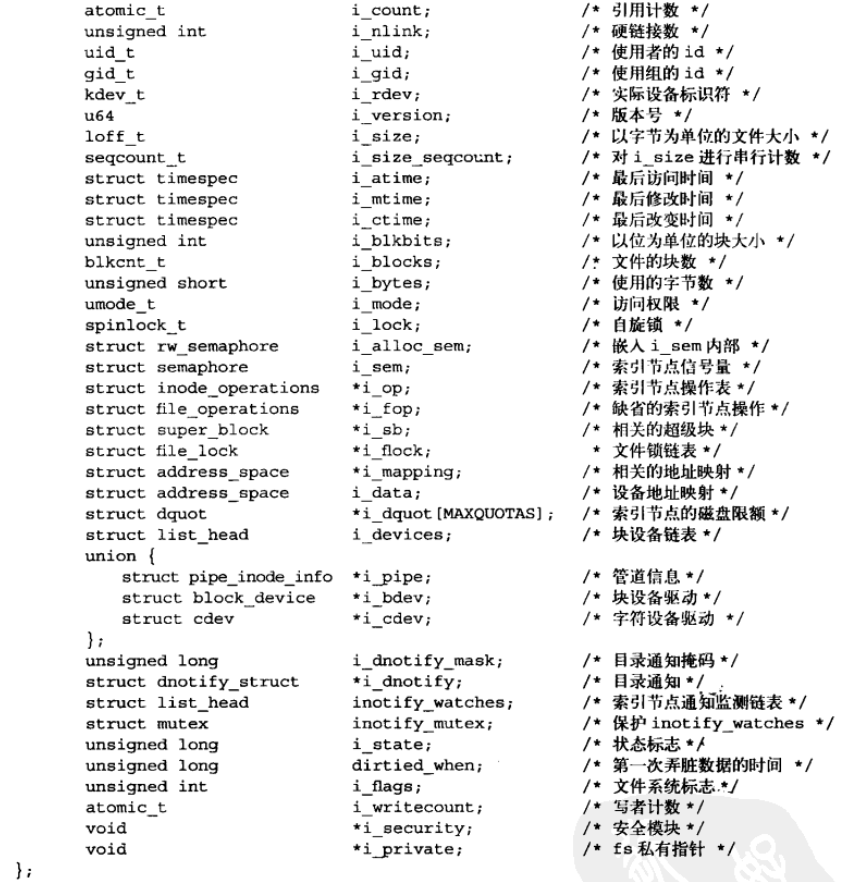 atomic_t i_count; /* 引用计数 */
unsigned int i_nlink; /* 硬链接数 */
uid_t i_uid; /* 使用者的 id */
gid_t i_gid; /* 使用组的 id */
kdev_t i_rdev; /* 实际设备标识符 */
u64 i_version; /* 版本号 */
loff_t i_size; /* 以字节为单位的文件大小 */
seqcount_t i_size_seqcount; /* 对 i_size 进行串行计数 */
struct timespec i_atime; /* 最后访问时间 */
struct timespec i_mtime; /* 最后修改时间 */
struct timespec i_ctime; /* 最后改变时间 */
unsigned int i_blkbits; /* 以位为单位的块大小 */
blkcnt_t i_blocks; /* 文件的块数 */
unsigned short i_bytes; /* 使用的字节数 */
umode_t i_mode; /* 访问权限 */
spinlock_t i_lock; /* 自旋锁 */
struct rw_semaphore i_alloc_sem; /* 嵌入 i_sem 内部 */
struct semaphore i_sem; /* 索引节点信号量 */
struct inode_operations *i_op; /* 索引节点操作表 */
struct file_operations *i_fop; /* 缺省的索引节点操作 */
struct super_block *i_sb; /* 相关的超级块 */
struct file_lock *i_flock; * 文件锁链表 */
struct address_space *i_mapping; /* 相关的地址映射 */
struct address_space i_data; /* 设备地址映射 */
struct dquot *i_dquot[MAXQUOTAS]; /* 索引节点的磁盘限额 */
struct list_head i_devices; /* 块设备链表 */
union {
struct pipe_inode_info *i_pipe; /* 管道信息 */
struct block_device *i_bdev; /* 块设备驱动 */
struct cdev *i_cdev; /* 字符设备驱动 */
};
unsigned long i_dnotify_mask; /* 目录通知掩码 */
struct dnotify_struct *i_dnotify; /* 目录通知 */
struct list_head inotify_watches; /* 索引节点通知监测链表 */
struct mutex inotify_mutex; /* 保护 inotify_watches */
unsigned long i_state; /* 状态标志 */
unsigned long dirtied_when; /* 第一次弄脏数据的时间 */
unsigned int i_flags; /* 文件系统标志 */
atomic_t i_writecount; /* 写者计数 */
void *i_security; /* 安全模块 */
void *i_private; /* fs 私有指针 */
};